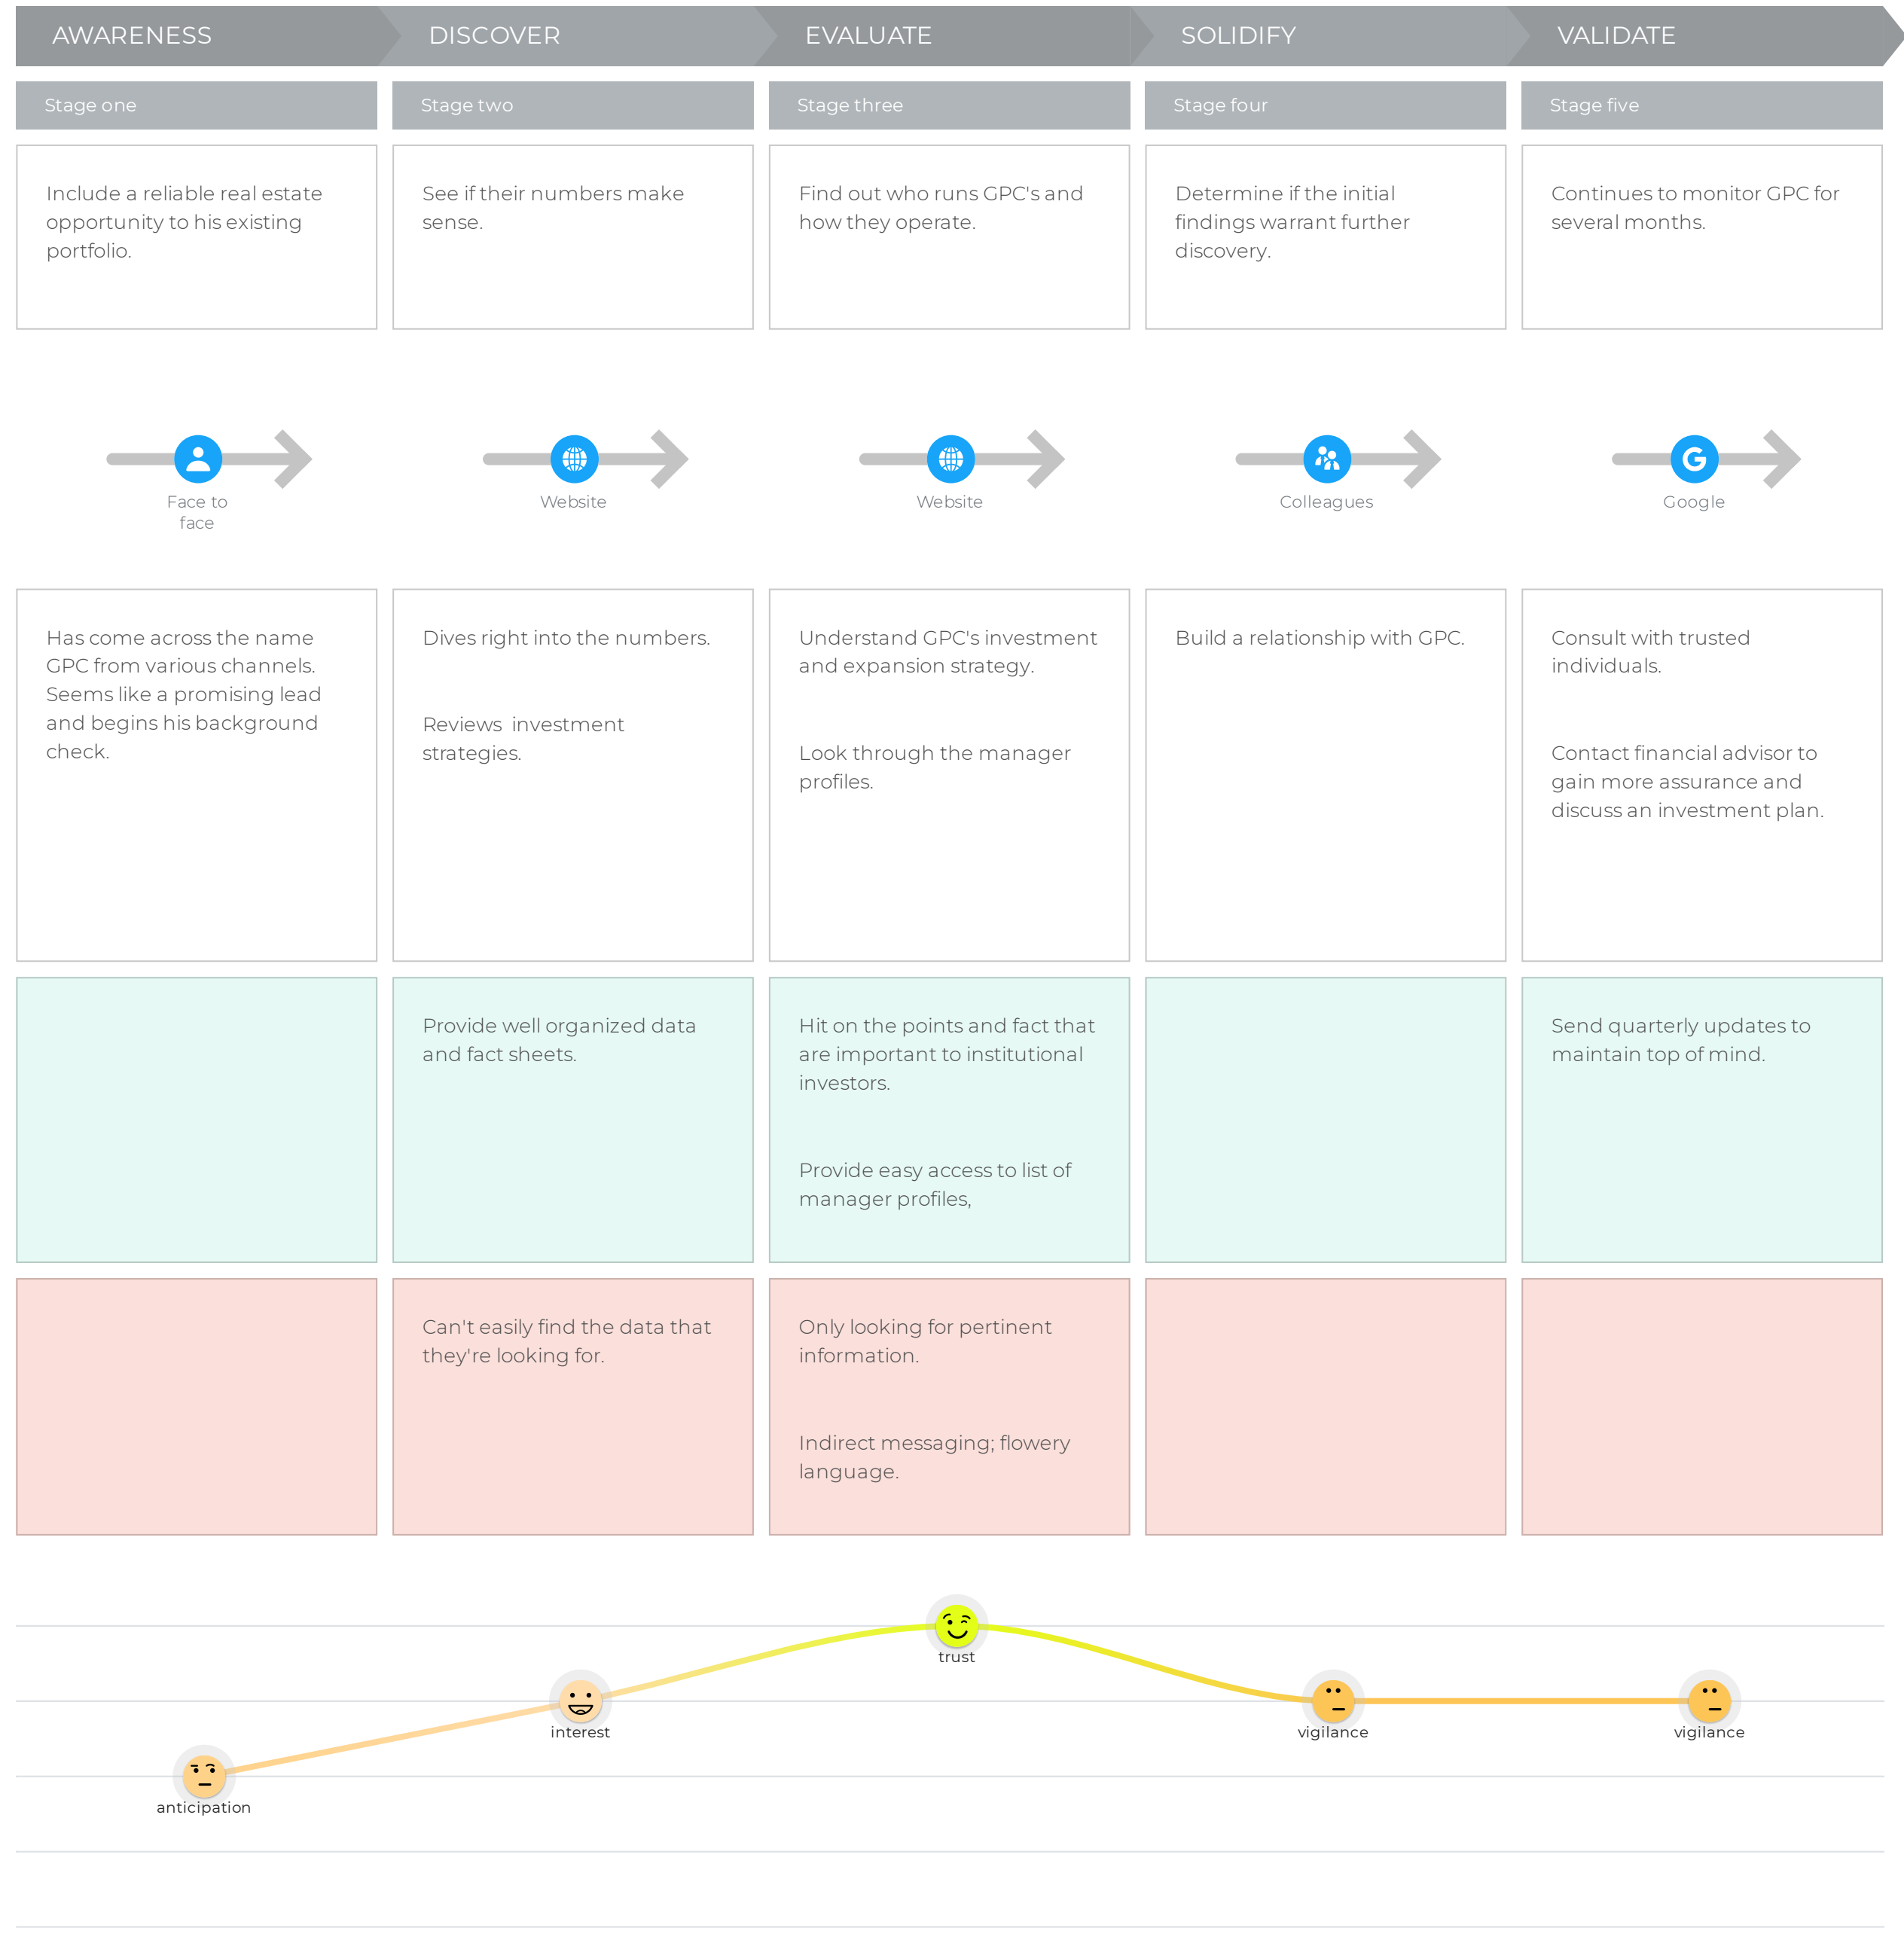 AWARENESS
DISCOVER
EVALUATE
SOLIDIFY
VALIDATE
Stage one
Stage two
Stage three
Stage four
Stage five
Include a reliable real estate
opportunity to his existing
portfolio.
See if their numbers make
sense.
Find out who runs GPC's and
how they operate.
Determine if the initial
findings warrant further
discovery.
Continues to monitor GPC for
several months.
Face to
face
Website
Website
Colleagues
Google
Has come across the name
GPC from various channels.
Seems like a promising lead
and begins his background
check.
Dives right into the numbers.
Reviews  investment
strategies.
Understand GPC's investment
and expansion strategy.
Look through the manager
profiles.
Build a relationship with GPC.
Consult with trusted
individuals.
Contact financial advisor to
gain more assurance and
discuss an investment plan.
Provide well organized data
and fact sheets.
Hit on the points and fact that
are important to institutional
investors.
Provide easy access to list of
manager profiles,
Send quarterly updates to
maintain top of mind.
Can't easily find the data that
they're looking for.
Only looking for pertinent
information.
Indirect messaging; flowery
language.
trust
interest
vigilance
vigilance
anticipation